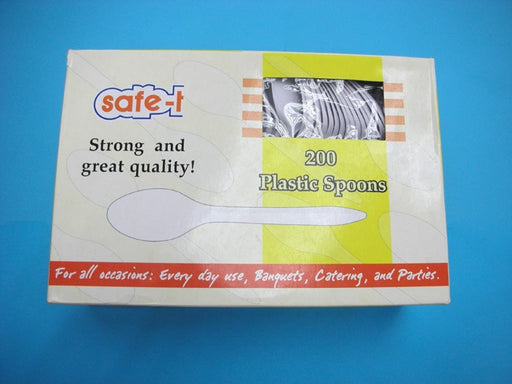 safe-t
Strong and
great quality!
200
Plastic Spoons
For all occasions: Every day use, Banquets, Catering, and Parties.